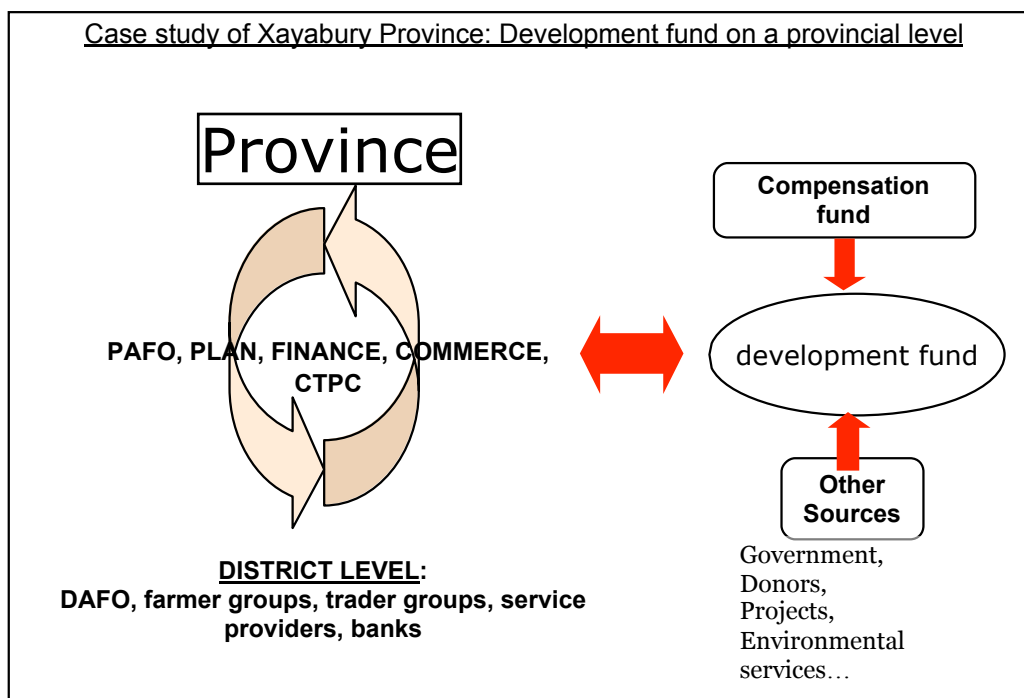 Case study of Xayabury Province: Development fund on a provincial level
Province
PAFO, PLAN, FINANCE, COMMERCE,
CTPC
DISTRICT LEVEL:
DAFO, farmer groups, trader groups, service
providers, banks
Compensation
fund
development fund
Other
Sources
Government,
Donors,
Projects,
Environmental
services…